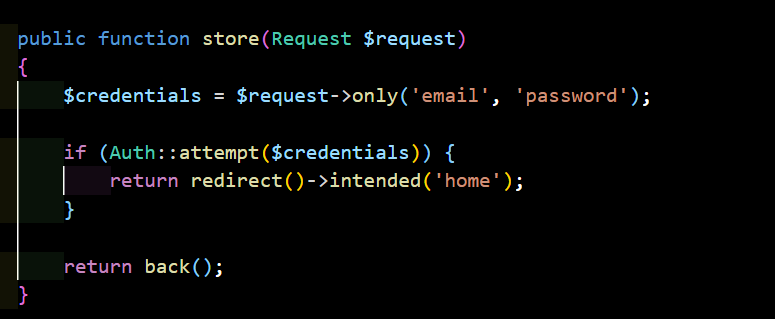 public function store(Request $request)
{
    $credentials = $request->only('email', 'password');
    if (Auth::attempt($credentials)) {
        return redirect()->intended('home');
    }
    return back();
}